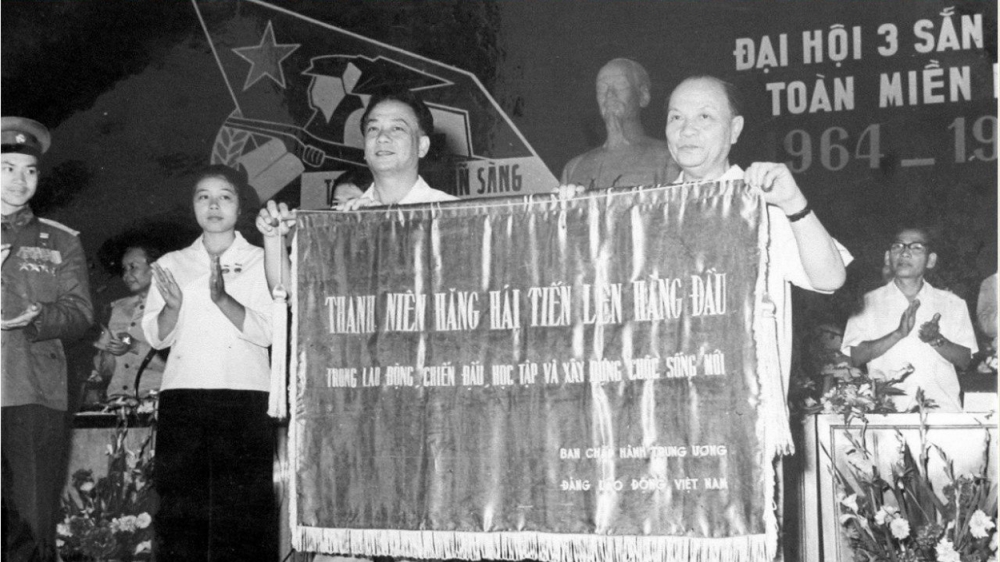 ĐẠI HỘI 3 SẴN
TOÀN MIỀN
964 - 1
SÀNG
THANH NIÊN HĂNG HÁI TIẾN LÊN HÀNG ĐẦU
TRONG LAO ĐỘNG, CHIẾN ĐẤU, HỌC TẬP VÀ XÂY DỰNG CUỘC SỐNG MỚI
BAN CHẤP HÀNH TRUNG ƯƠNG
ĐẢNG LAO ĐỘNG VIỆT NAM